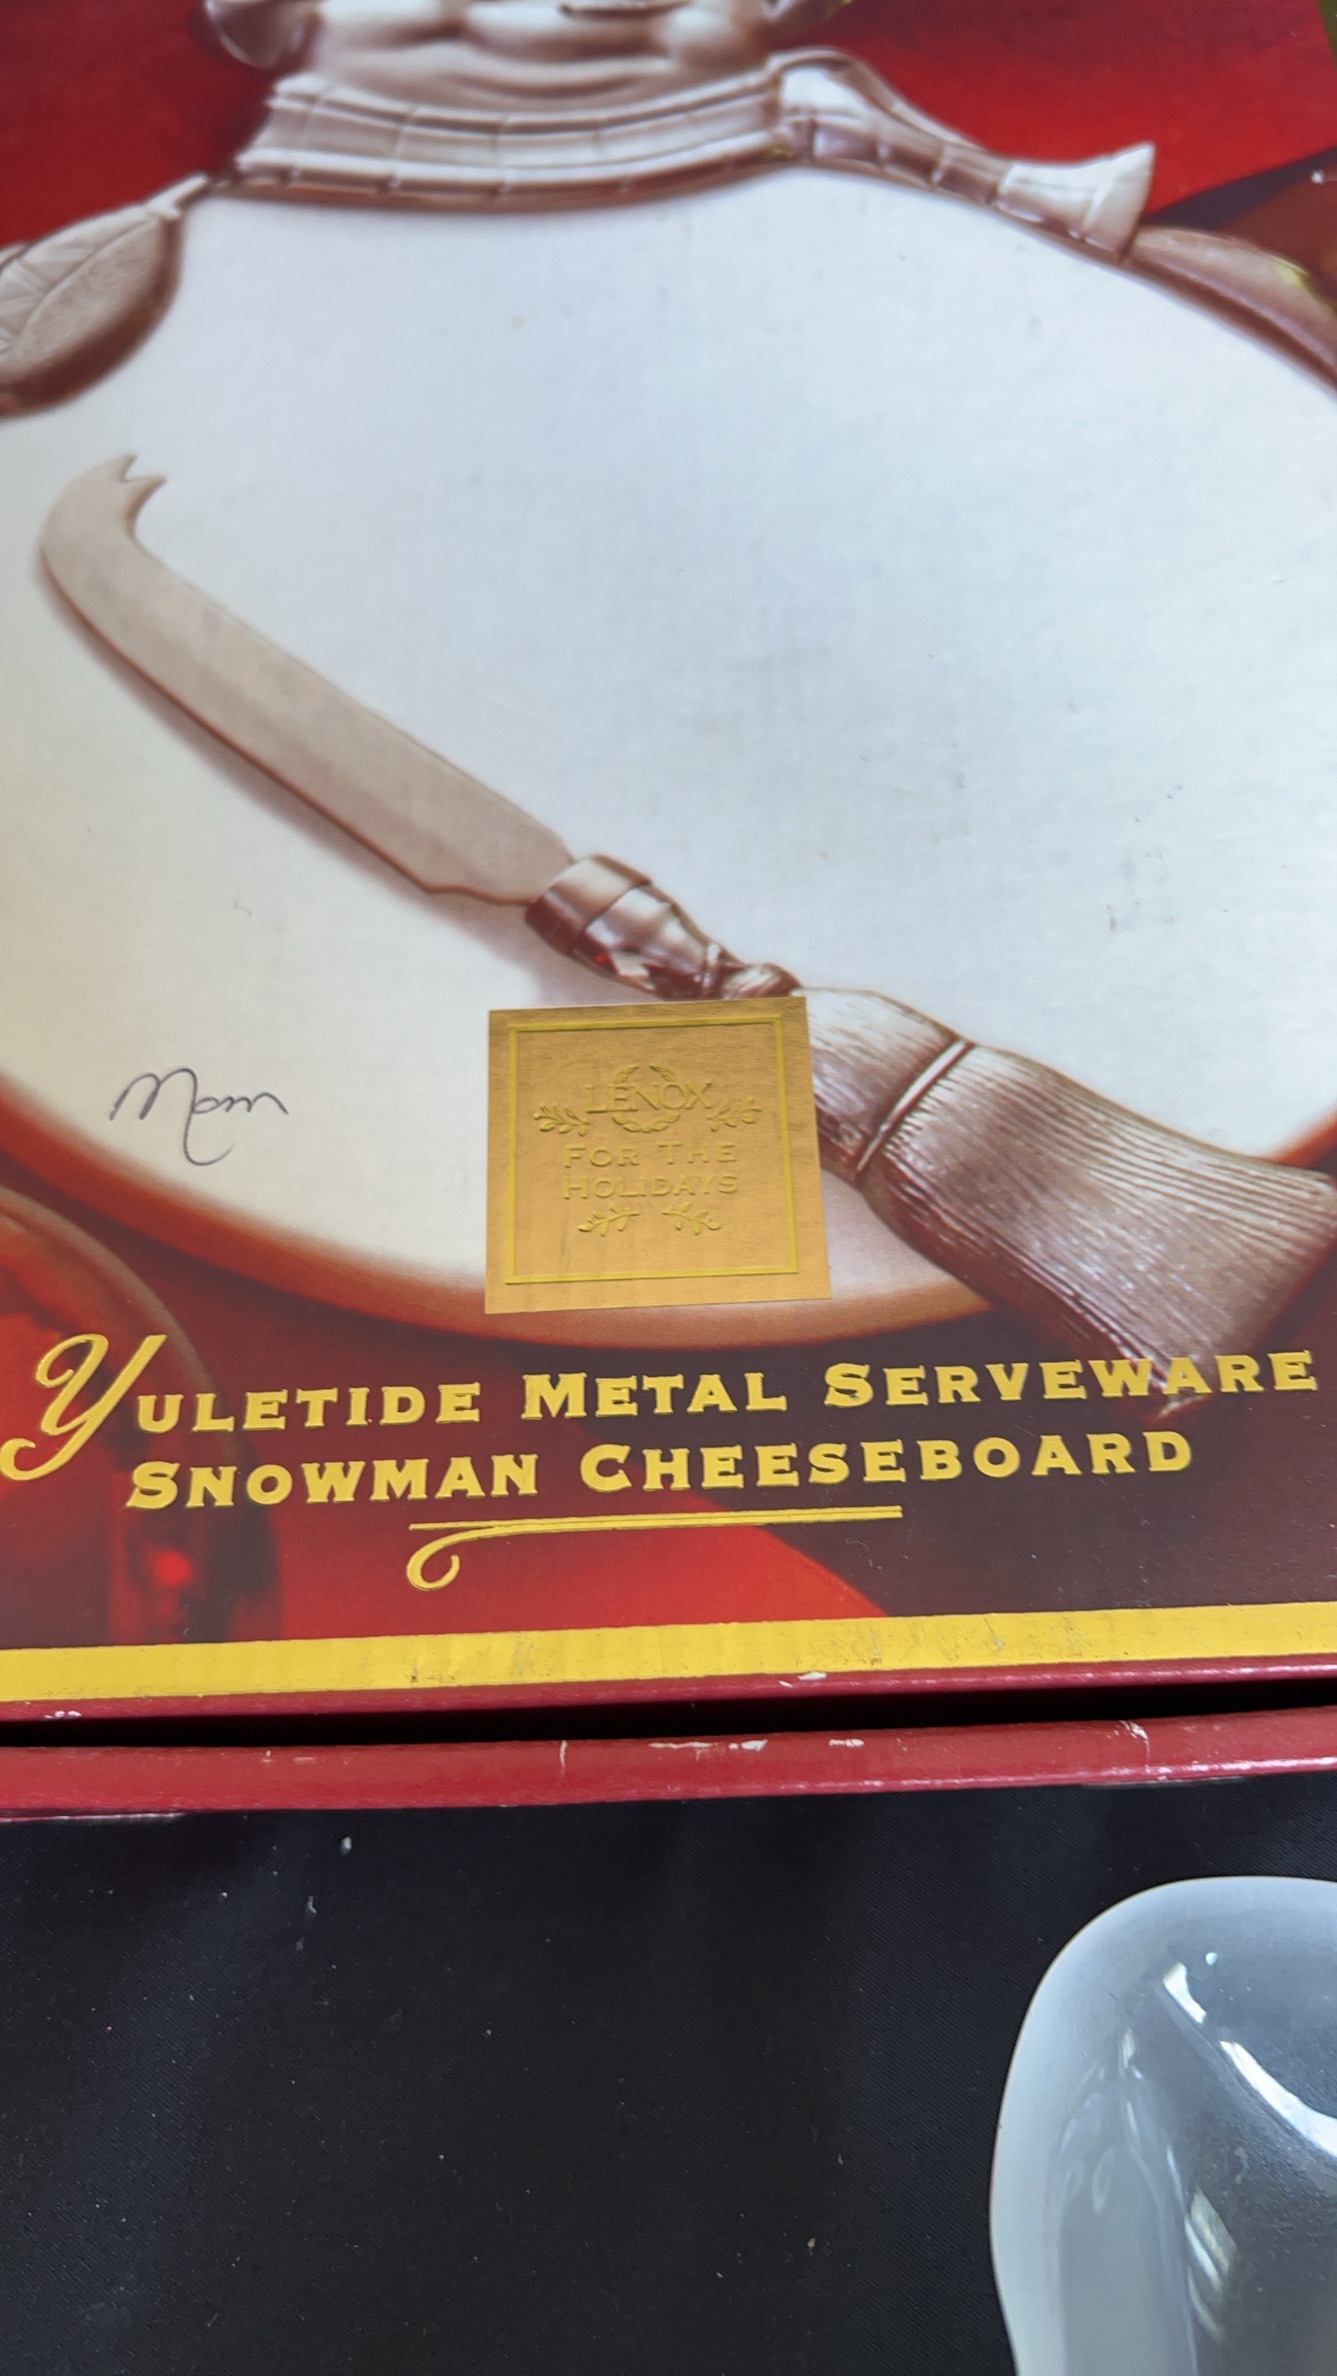 Mom
LENOX
FOR THE
HOLIDAYS
YULETIDE METAL SERVEWARE
SNOWMAN CHEESEBOARD